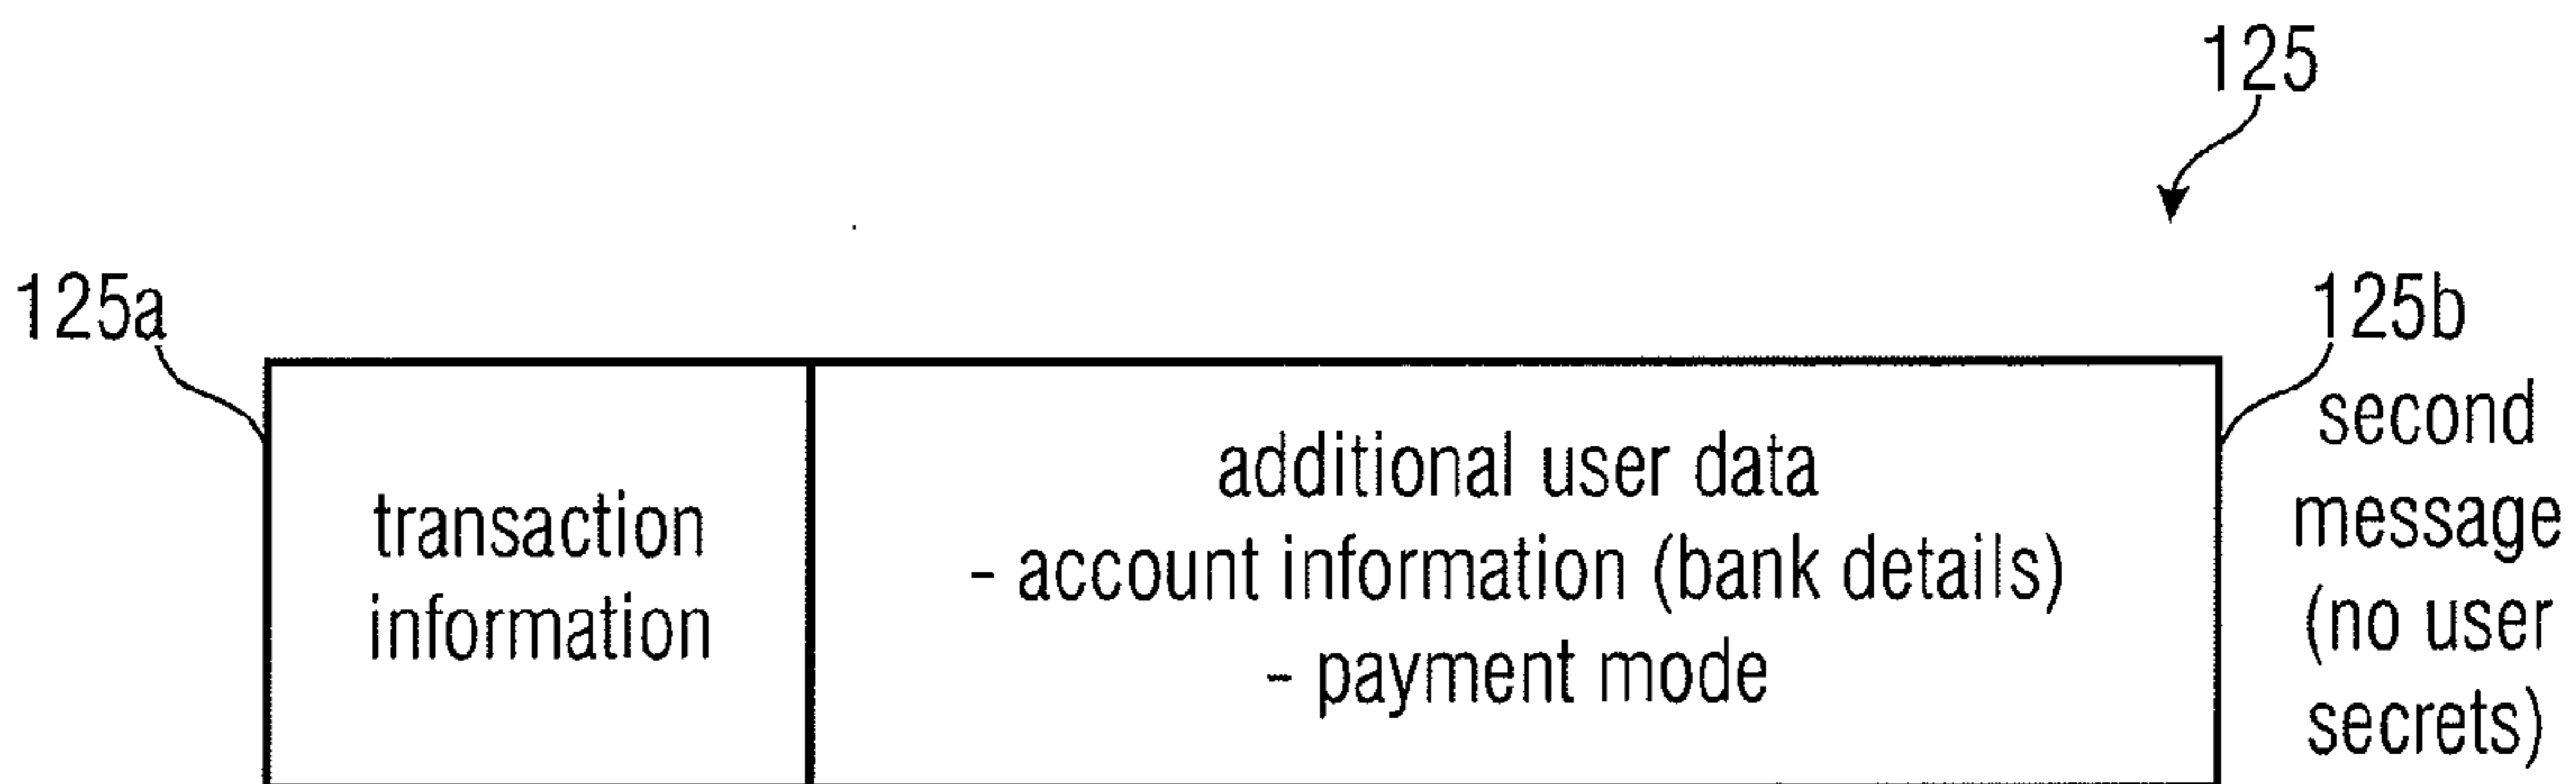 125
125a
125b
transaction
information
additional user data
- account information (bank details)
- payment mode
second
message
(no user
secrets)